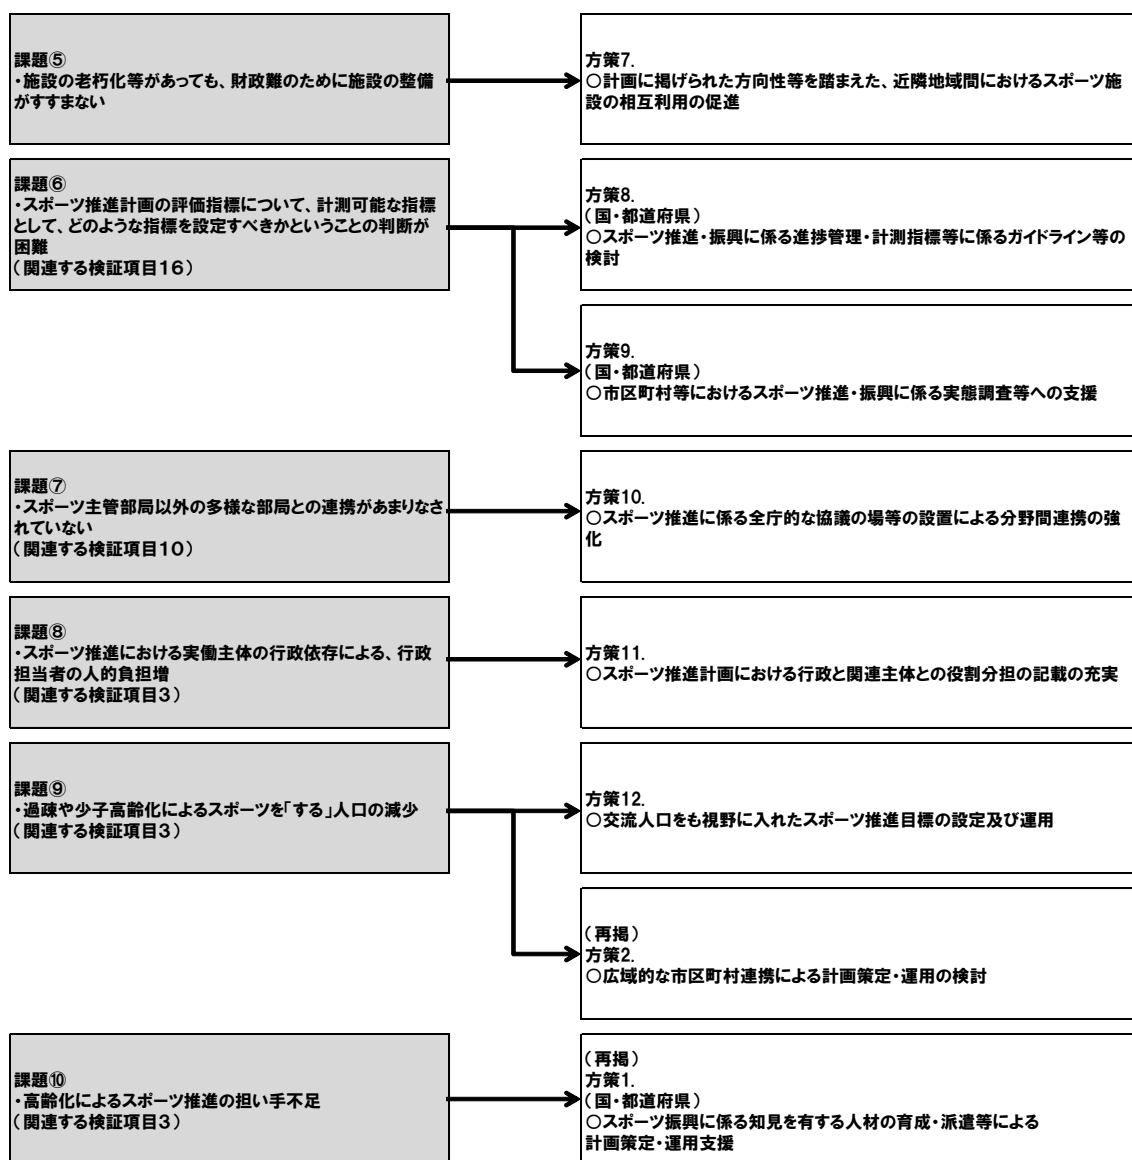 課題⑤
・施設の老朽化等があっても、財政難のために施設の整備
がすすまない
方策7.
○計画に掲げられた方向性等を踏まえた、近隣地域間におけるスポーツ施
設の相互利用の促進
課題⑥
・スポーツ推進計画の評価指標について、計測可能な指標
として、どのような指標を設定すべきかということの判断が
困難
（関連する検証項目16）
方策8.
（国・都道府県）
○スポーツ推進・振興に係る進捗管理・計測指標等に係るガイドライン等の
検討
方策9.
（国・都道府県）
○市区町村等におけるスポーツ推進・振興に係る実態調査等への支援
課題⑦
・スポーツ主管部局以外の多様な部局との連携があまりなさ
れていない
（関連する検証項目10）
方策10.
○スポーツ推進に係る全庁的な協議の場等の設置による分野間連携の強
化
課題⑧
・スポーツ推進における実働主体の行政依存による、行政
担当者の人的負担増
（関連する検証項目3）
方策11.
○スポーツ推進計画における行政と関連主体との役割分担の記載の充実
課題⑨
・過疎や少子高齢化によるスポーツを「する」人口の減少
（関連する検証項目3）
方策12.
○交流人口をも視野に入れたスポーツ推進目標の設定及び運用
（再掲）
方策2.
○広域的な市区町村連携による計画策定・運用の検討
課題⑩
・高齢化によるスポーツ推進の担い手不足
（関連する検証項目3）
（再掲）
方策1.
（国・都道府県）
○スポーツ振興に係る知見を有する人材の育成・派遣等による
計画策定・運用支援